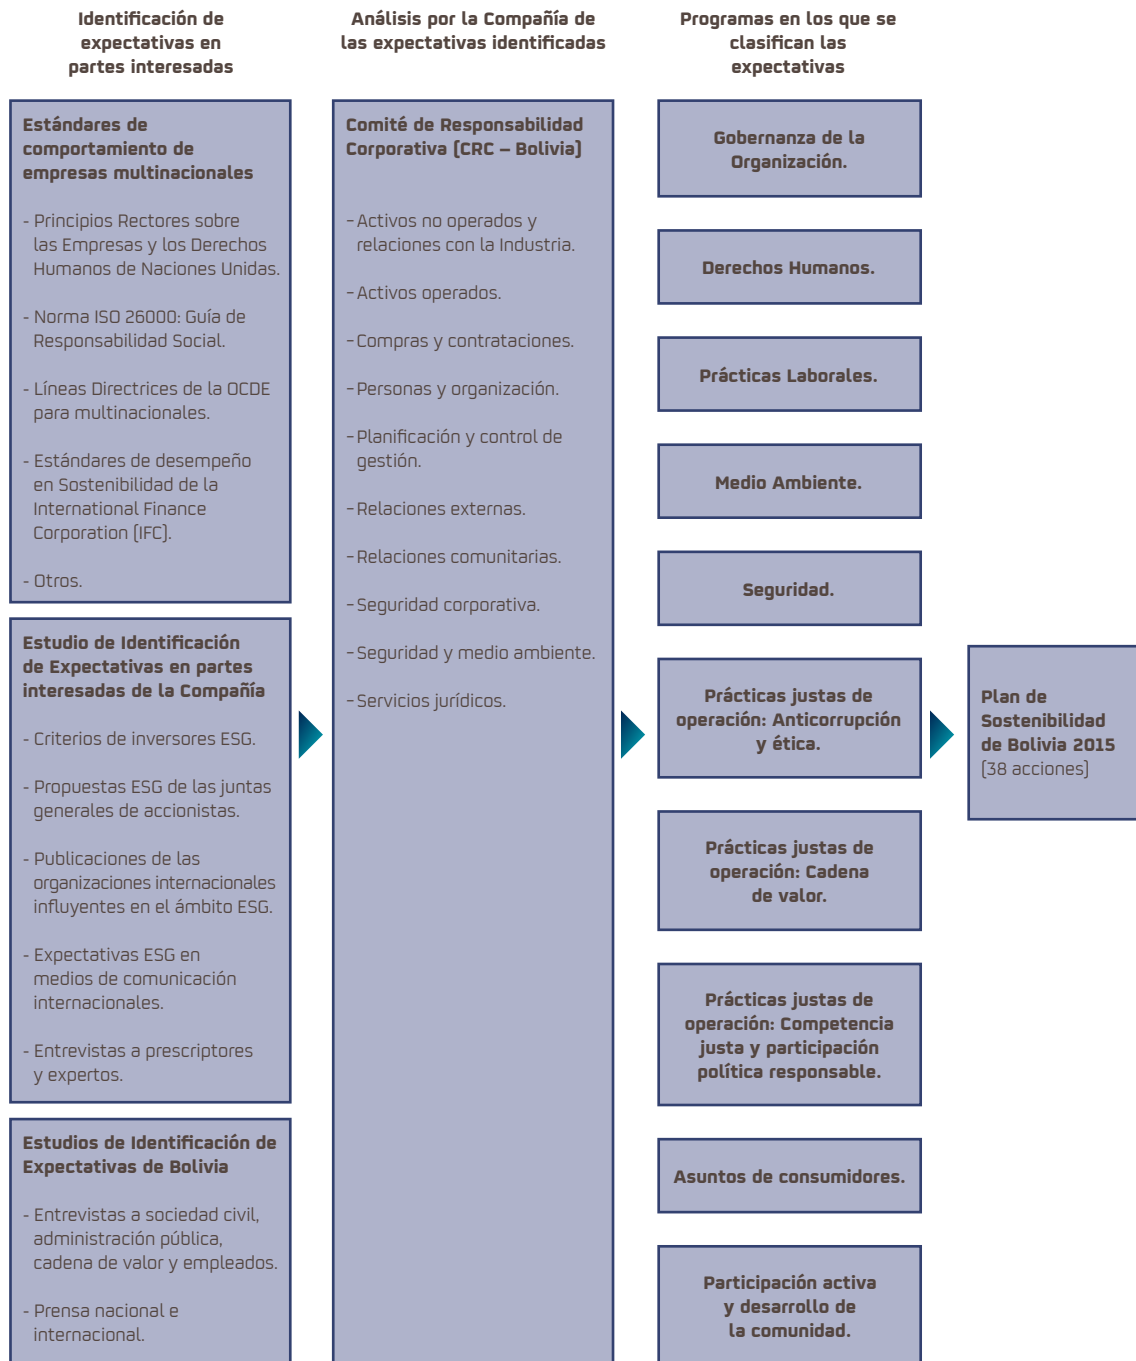 Identificación de
expectativas en
partes interesadas
Estándares de
comportamiento de
empresas multinacionales
- Principios Rectores sobre
las Empresas y los Derechos
Humanos de Naciones Unidas.
- Norma ISO 26000: Guía de
Responsabilidad Social.
- Líneas Directrices de la OCDE
para multinacionales.
- Estándares de desempeño
en Sostenibilidad de la
International Finance
Corporation (IFC).
- Otros.
Estudio de Identificación
de Expectativas en partes
interesadas de la Compañía
- Criterios de inversores ESG.
- Propuestas ESG de las juntas
generales de accionistas.
- Publicaciones de las
organizaciones internacionales
influyentes en el ámbito ESG.
- Expectativas ESG en
medios de comunicación
internacionales.
- Entrevistas a prescriptores
y expertos.
Estudios de Identificación de
Expectativas de Bolivia
- Entrevistas a sociedad civil,
administración pública,
cadena de valor y empleados.
- Prensa nacional e
internacional.
Análisis por la Compañía de
las expectativas identificadas
Comité de Responsabilidad
Corporativa (CRC – Bolivia)
- Activos no operados y
relaciones con la Industria.
- Activos operados.
- Compras y contrataciones.
- Personas y organización.
- Planificación y control de
gestión.
- Relaciones externas.
- Relaciones comunitarias.
- Seguridad corporativa.
- Seguridad y medio ambiente.
- Servicios jurídicos.
Programas en los que se
clasifican las
expectativas
Gobernanza de la
Organización.
Derechos Humanos.
Prácticas Laborales.
Medio Ambiente.
Seguridad.
Prácticas justas de
operación: Anticorrupción
y ética.
Prácticas justas de
operación: Cadena
de valor.
Prácticas justas de
operación: Competencia
justa y participación
política responsable.
Asuntos de consumidores.
Participación activa
y desarrollo de
la comunidad.
Plan de
Sostenibilidad
de Bolivia 2015
(38 acciones)